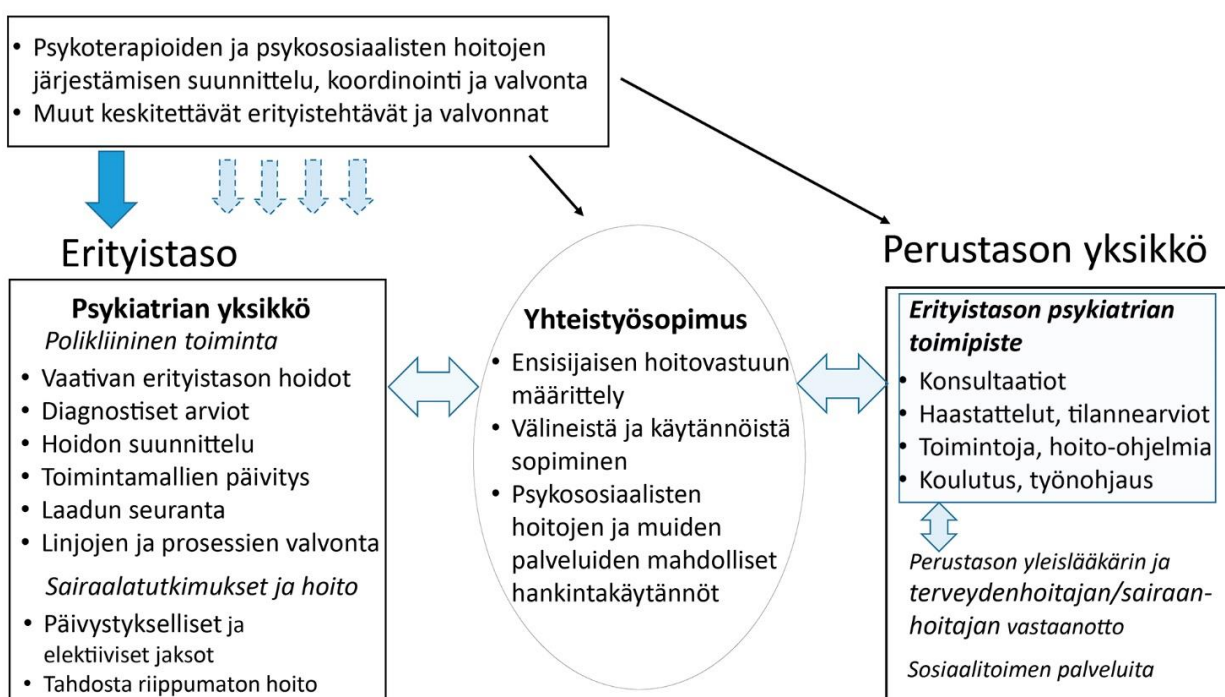 • Psykoterapioiden ja psykososiaalisten hoitojen
järjestämisen suunnittelu, koordinointi ja valvonta
• Muut keskitettävät erityistehtävät ja valvonnat
Erityistaso
Psykiatrian yksikkö
Polikliininen toiminta
• Vaativan erityistason hoidot
• Diagnostiset arviot
• Hoidon suunnittelu
• Toimintamallien päivitys
• Laadun seuranta
• Linjojen ja prosessien valvonta
Sairaalatutkimukset ja hoito
• Päivystykselliset ja
elektiiviset jaksot
• Tahdosta riippumaton hoito
Yhteistyösopimus
• Ensisijaisen hoitovastuun
määrittely
• Välineistä ja käytännöistä
sopiminen
• Psykososiaalisten
hoitojen ja muiden
palveluiden mahdolliset
hankintakäytännöt
Perustason yksikkö
Erityistason psykiatrian
toimipiste
• Konsultaatiot
• Haastattelut, tilannearviot
• Toimintoja, hoito-ohjelmia
• Koulutus, työnohjaus
Perustason yleislääkärin ja
terveydenhoitajan/sairaan-
hoitajan vastaanotto
Sosiaalitoimen palveluita